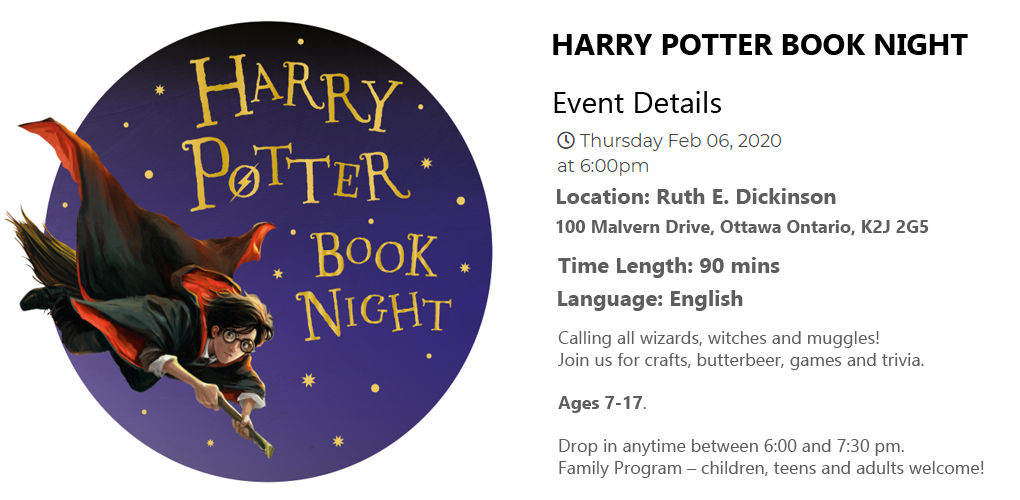 HARRY
POTTER
BOOK
NIGHT
HARRY POTTER BOOK NIGHT
Event Details
Thursday Feb 06, 2020
at 6:00pm
Location: Ruth E. Dickinson
100 Malvern Drive, Ottawa Ontario, K2J 2G5
Time Length: 90 mins
Language: English
Calling all wizards, witches and muggles!
Join us for crafts, butterbeer, games and trivia.
Ages 7-17.
Drop in anytime between 6:00 and 7:30 pm.
Family Program – children, teens and adults welcome!